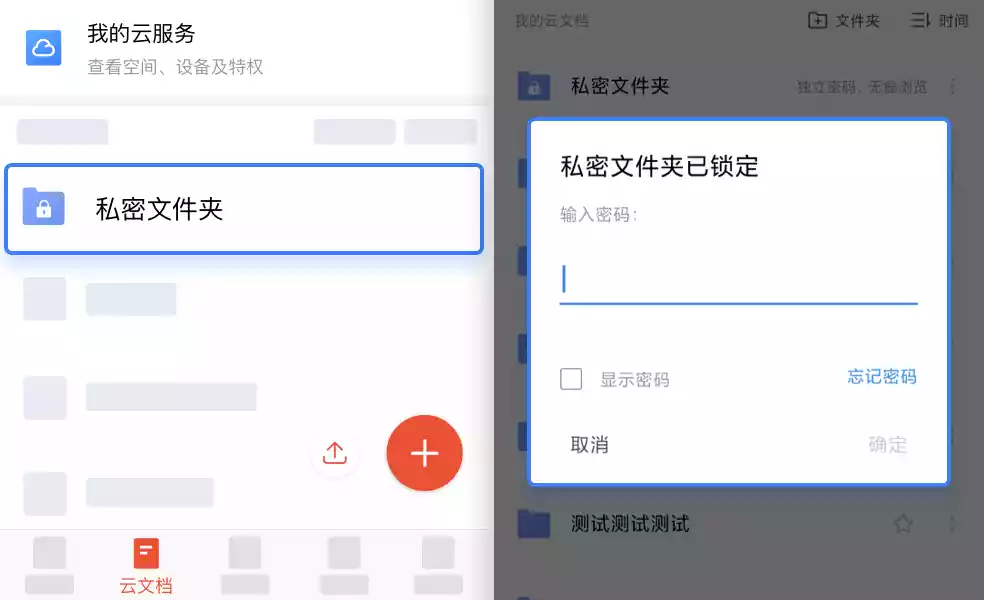 我的云服务
查看空间、设备及特权
私密文件夹
云文档
我的云文档
文件夹
时间
私密文件夹
独立密码，无痕浏览
私密文件夹已锁定
输入密码：
显示密码
忘记密码
取消
确定
测试测试测试